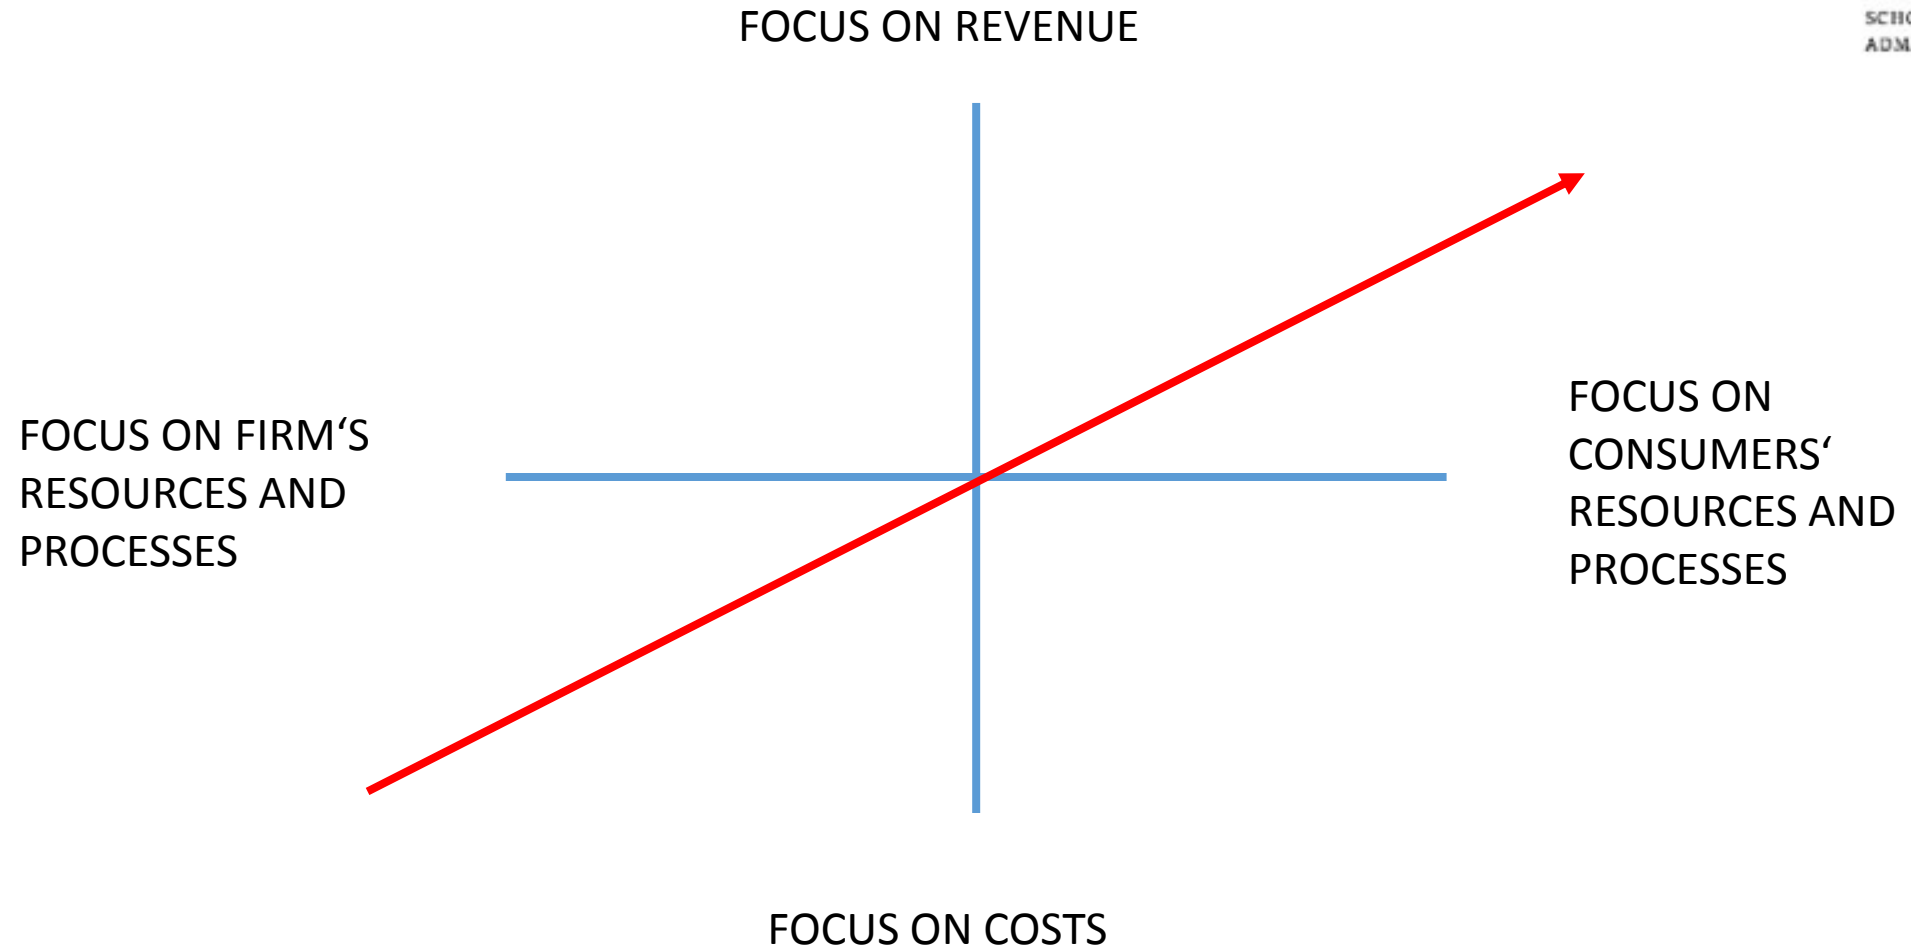 FOCUS ON REVENUE
FOCUS ON FIRM‘S
RESOURCES AND
PROCESSES
FOCUS ON
CONSUMERS‘
RESOURCES AND
PROCESSES
FOCUS ON COSTS